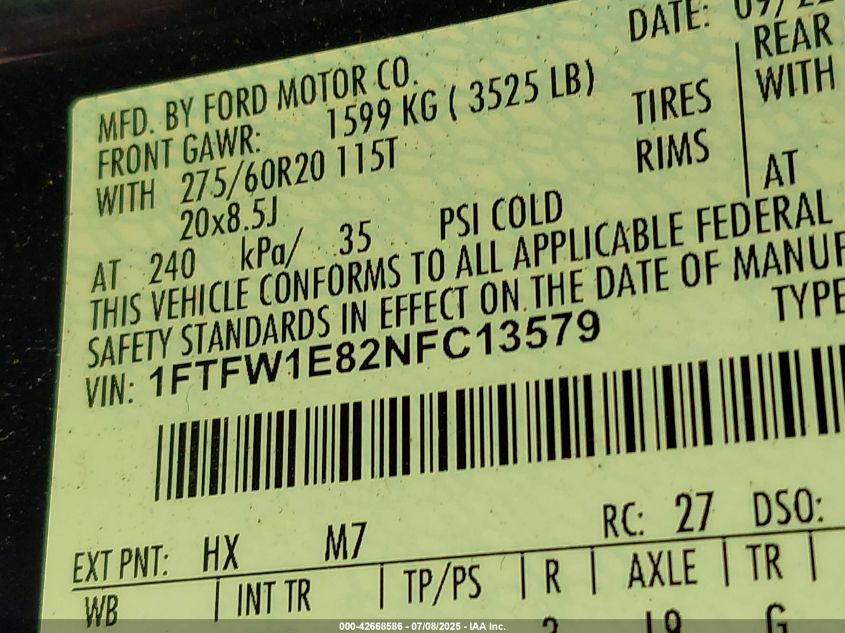 DATE: 09/22
MFD. BY FORD MOTOR CO.
FRONT GAWR: 1599 KG ( 3525 LB)
WITH 275/60R20 115T TIRES
20x8.5J RIMS
AT 240 kPa/ 35 PSI COLD
REAR
WITH
AT
THIS VEHICLE CONFORMS TO ALL APPLICABLE FEDERAL
SAFETY STANDARDS IN EFFECT ON THE DATE OF MANUF
VIN: 1FTFW1E82NFC13579
TYPE
EXT PNT: HX M7 RC: 27 DSO:
WB INT TR TP/PS R AXLE TR
000-42668586 - 07/08/2025 - IAA Inc.